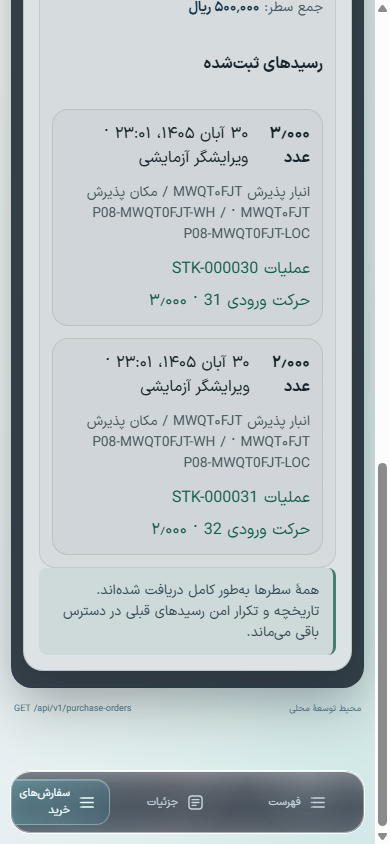 جمع سطر: ۵۰۰٬۰۰۰ ریال
رسیدهای ثبت‌شده
۳٫۰۰۰ عدد
۳۰ آبان ۱۴۰۵، ۲۳:۰۱ ·
ویرایشگر آزمایشی
انبار پذیرش MWQT۰FJT / مکان پذیرش
MWQT۰FJT · P08-MWQT0FJT-WH /
P08-MWQT0FJT-LOC
عملیات STK-000030
حرکت ورودی 31 · ۳٫۰۰۰
۲٫۰۰۰ عدد
۳۰ آبان ۱۴۰۵، ۲۳:۰۱ ·
ویرایشگر آزمایشی
انبار پذیرش MWQT۰FJT / مکان پذیرش
MWQT۰FJT · P08-MWQT0FJT-WH /
P08-MWQT0FJT-LOC
عملیات STK-000031
حرکت ورودی 32 · ۲٫۰۰۰
همهٔ سطرها به‌طور کامل دریافت شده‌اند.
تاریخچه و تکرار امن رسیدهای قبلی در دسترس
باقی می‌ماند.
محیط توسعهٔ محلی
GET /api/v1/purchase-orders
فهرست
جزئیات
سفارش‌های
خرید